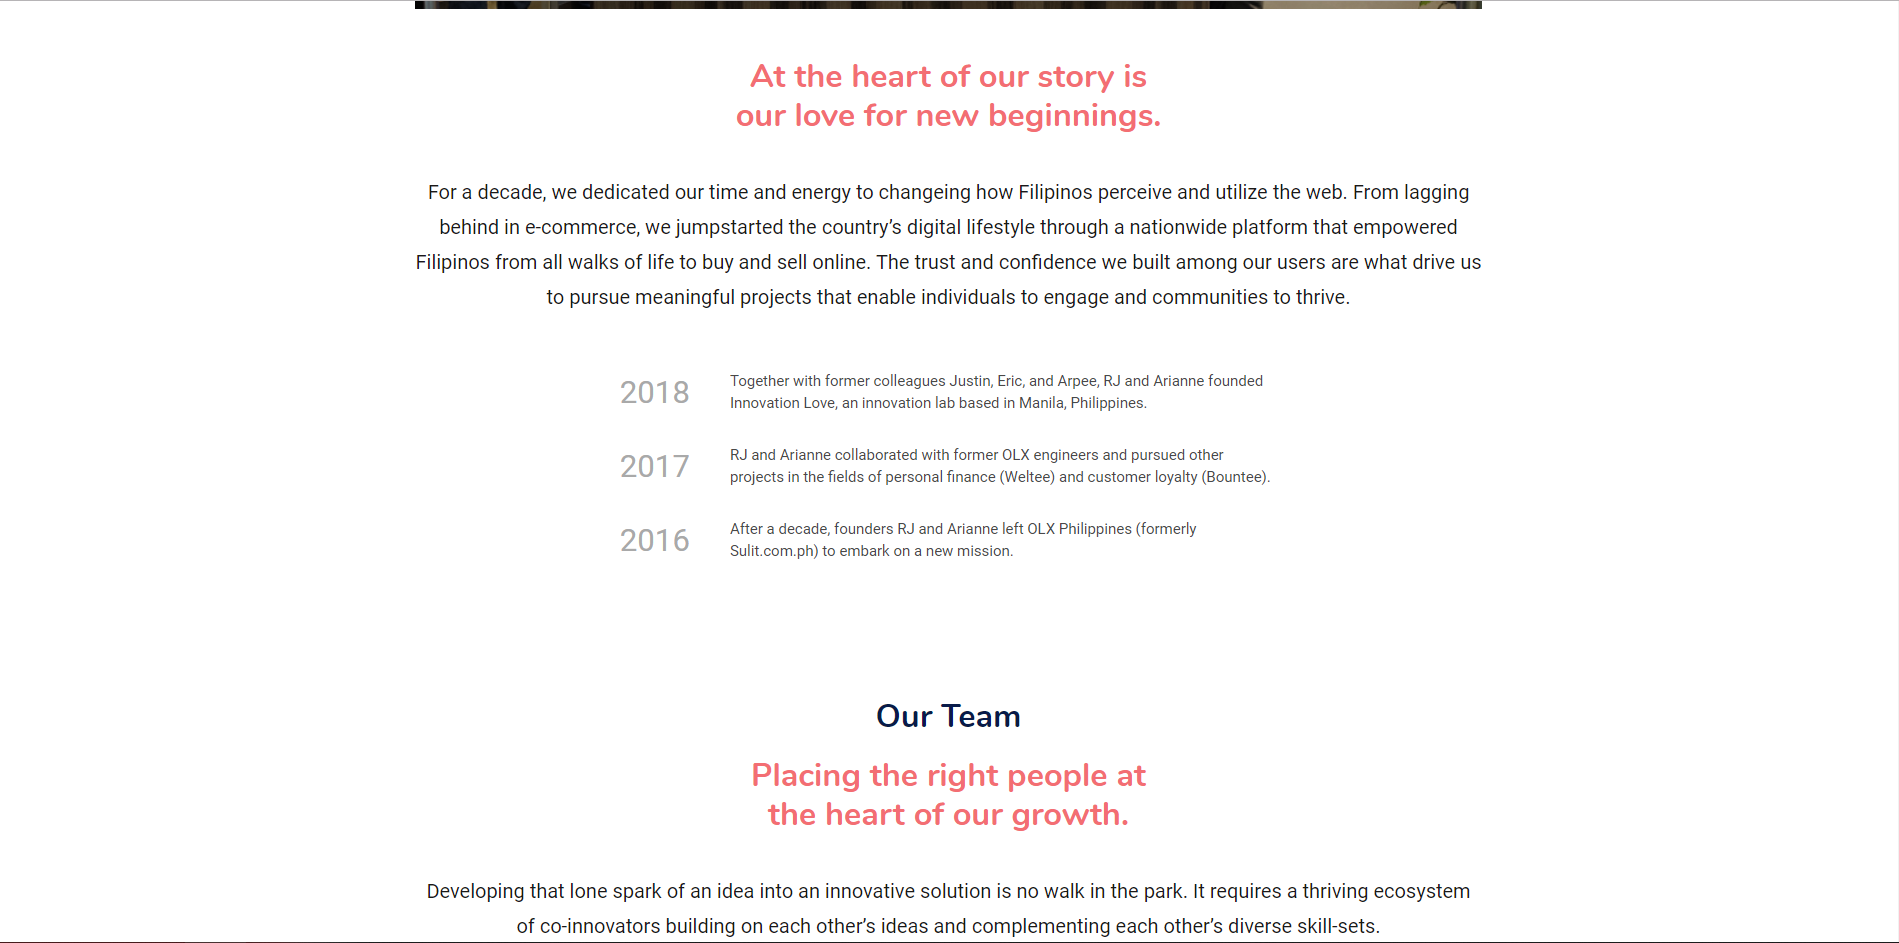 At the heart of our story is
our love for new beginnings.
For a decade, we dedicated our time and energy to changeing how Filipinos perceive and utilize the web. From lagging
behind in e-commerce, we jumpstarted the country’s digital lifestyle through a nationwide platform that empowered
Filipinos from all walks of life to buy and sell online. The trust and confidence we built among our users are what drive us
to pursue meaningful projects that enable individuals to engage and communities to thrive.
2018
Together with former colleagues Justin, Eric, and Arpee, RJ and Arianne founded
Innovation Love, an innovation lab based in Manila, Philippines.
2017
RJ and Arianne collaborated with former OLX engineers and pursued other
projects in the fields of personal finance (Weltee) and customer loyalty (Bountee).
2016
After a decade, founders RJ and Arianne left OLX Philippines (formerly
Sulit.com.ph) to embark on a new mission.
Our Team
Placing the right people at
the heart of our growth.
Developing that lone spark of an idea into an innovative solution is no walk in the park. It requires a thriving ecosystem
of co-innovators building on each other’s ideas and complementing each other’s diverse skill-sets.